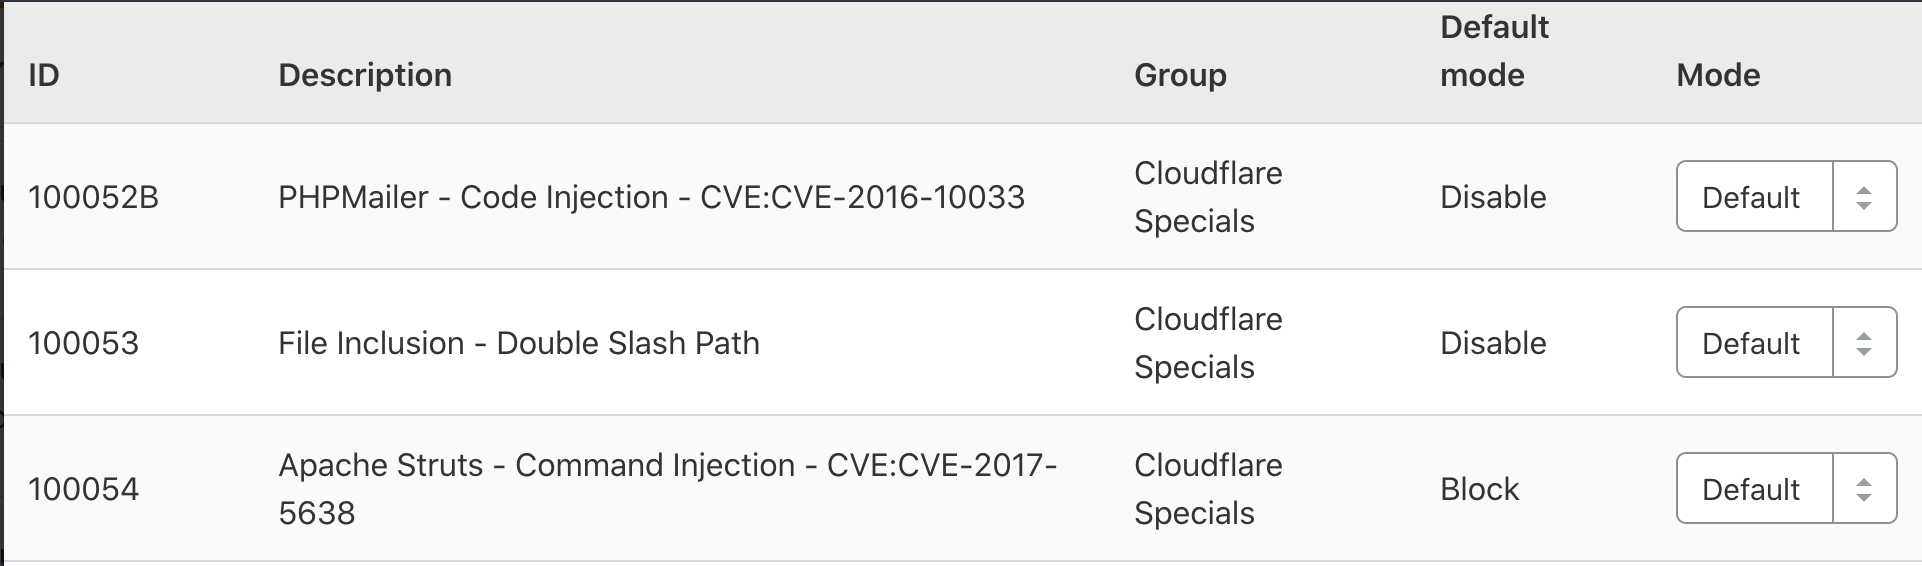 ID Description Group Default mode Mode
100052B PHPMailer - Code Injection - CVE:CVE-2016-10033 Cloudflare Specials Disable Default
100053 File Inclusion - Double Slash Path Cloudflare Specials Disable Default
100054 Apache Struts - Command Injection - CVE:CVE-2017-5638 Cloudflare Specials Block Default